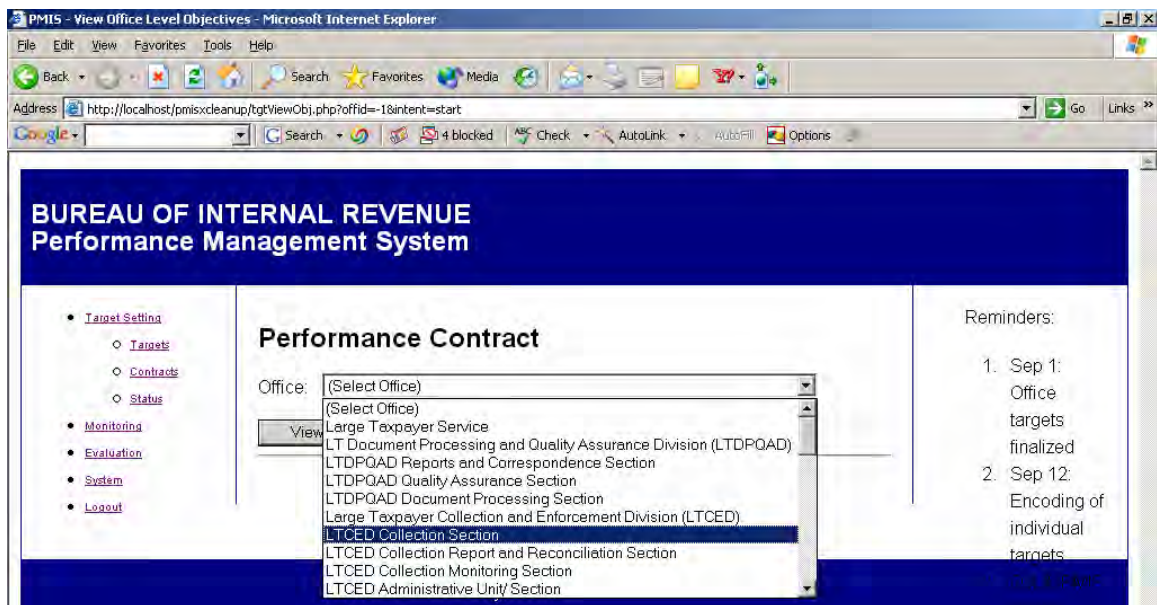 PMIS - View Office Level Objectives - Microsoft Internet Explorer
File Edit View Favorites Tools Help
Back Search Favorites Media
Address http://localhost/pmisxcleanup/tgtViewObj.php?offid=-1&intent=start Go Links »
Google Search 4 blocked Check AutoLink AutoFill Options
BUREAU OF INTERNAL REVENUE
Performance Management System
Target Setting
Targets
Contracts
Status
Monitoring
Evaluation
System
Logout
Performance Contract
Office: (Select Office)
View
(Select Office)
Large Taxpayer Service
LT Document Processing and Quality Assurance Division (LTDPQAD)
LTDPQAD Reports and Correspondence Section
LTDPQAD Quality Assurance Section
LTDPQAD Document Processing Section
Large Taxpayer Collection and Enforcement Division (LTCED)
LTCED Collection Section
LTCED Collection Report and Reconciliation Section
LTCED Collection Monitoring Section
LTCED Administrative Unit/ Section
Reminders:
1. Sep 1:
Office
targets
finalized
2. Sep 12:
Encoding of
individual
targets